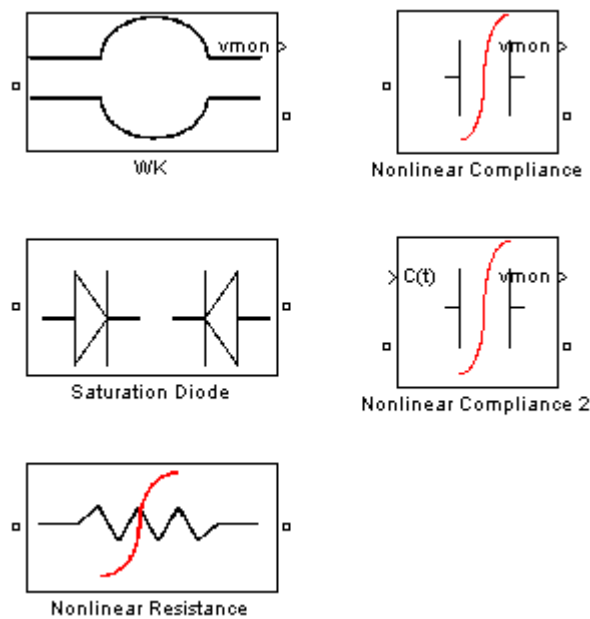 vmon >
WK
vmon >
Nonlinear Compliance
Saturation Diode
> C(t)
vmon >
Nonlinear Compliance 2
Nonlinear Resistance